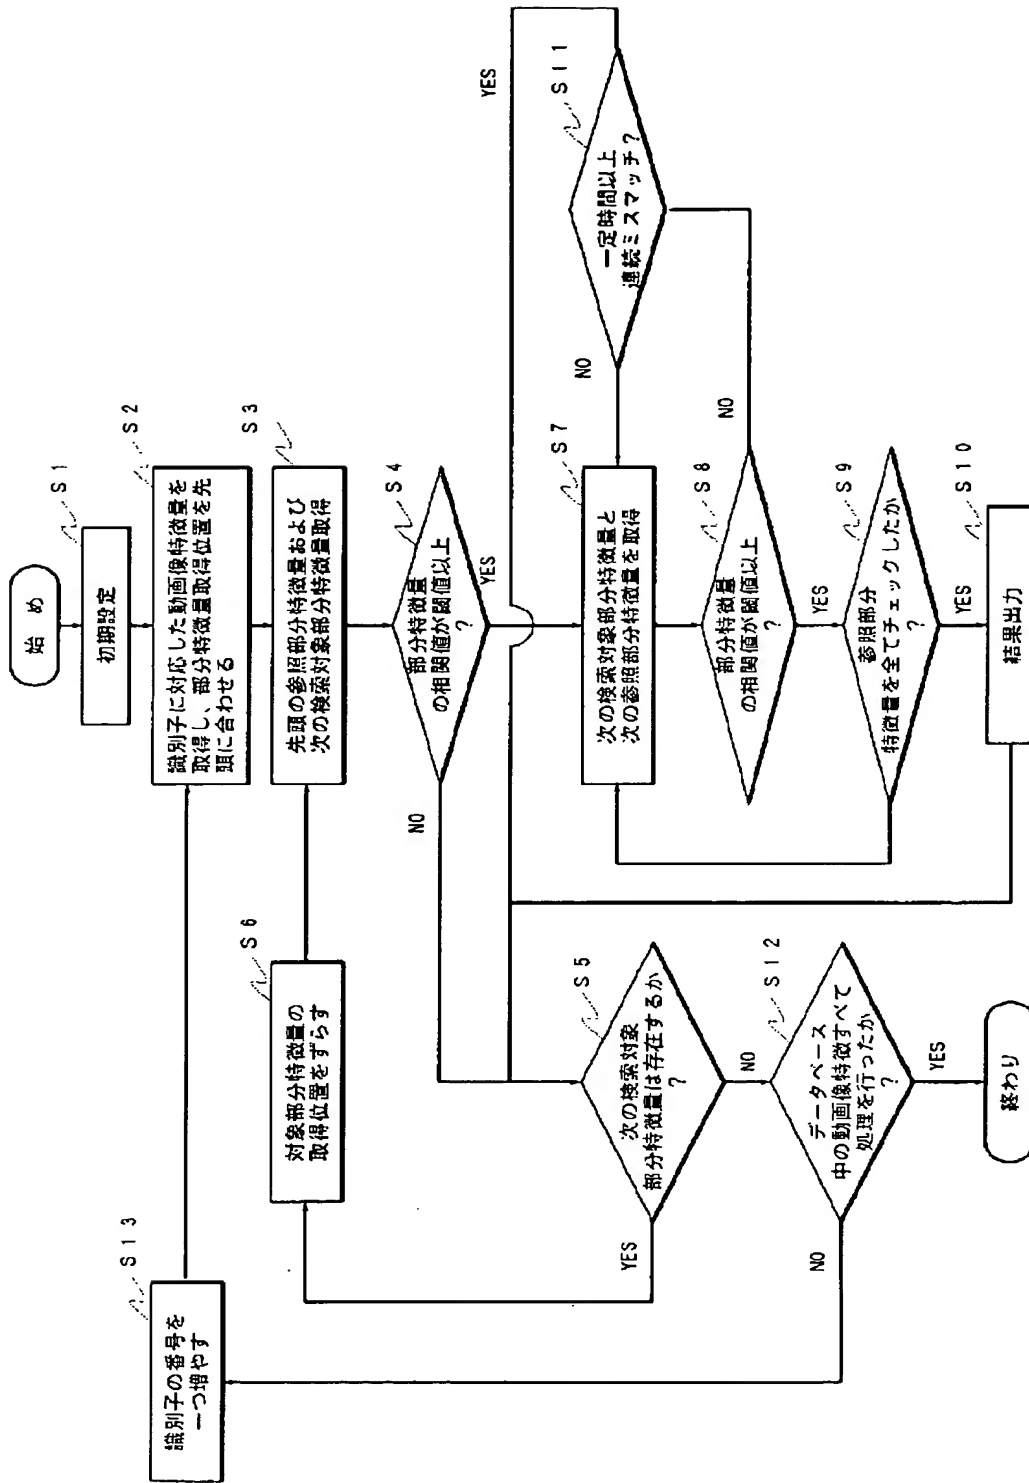 始め
S1
初期設定
S2
識別子に対応した動画像特徴量を
取得し、部分特徴量取得位置を先
頭に合わせる
S3
先頭の参照部分特徴量および
次の検索対象部分特徴量取得
S4
部分特徴量
の相関値が閾値以上
?
NO
YES
S5
次の検索対象
部分特徴量は存在するか
?
YES
NO
S6
対象部分特徴量の
取得位置をずらす
S7
次の検索対象部分特徴量と
次の参照部分特徴量を取得
S8
部分特徴量
の相関値が閾値以上
?
NO
YES
S9
参照部分
特徴量を全てチェックしたか
?
YES
S10
結果出力
S11
一定時間以上
連続ミスマッチ?
NO
YES
S12
データベース
中の動画像特徴すべて
処理を行ったか
?
NO
YES
S13
識別子の番号を
一つ増やす
終わり